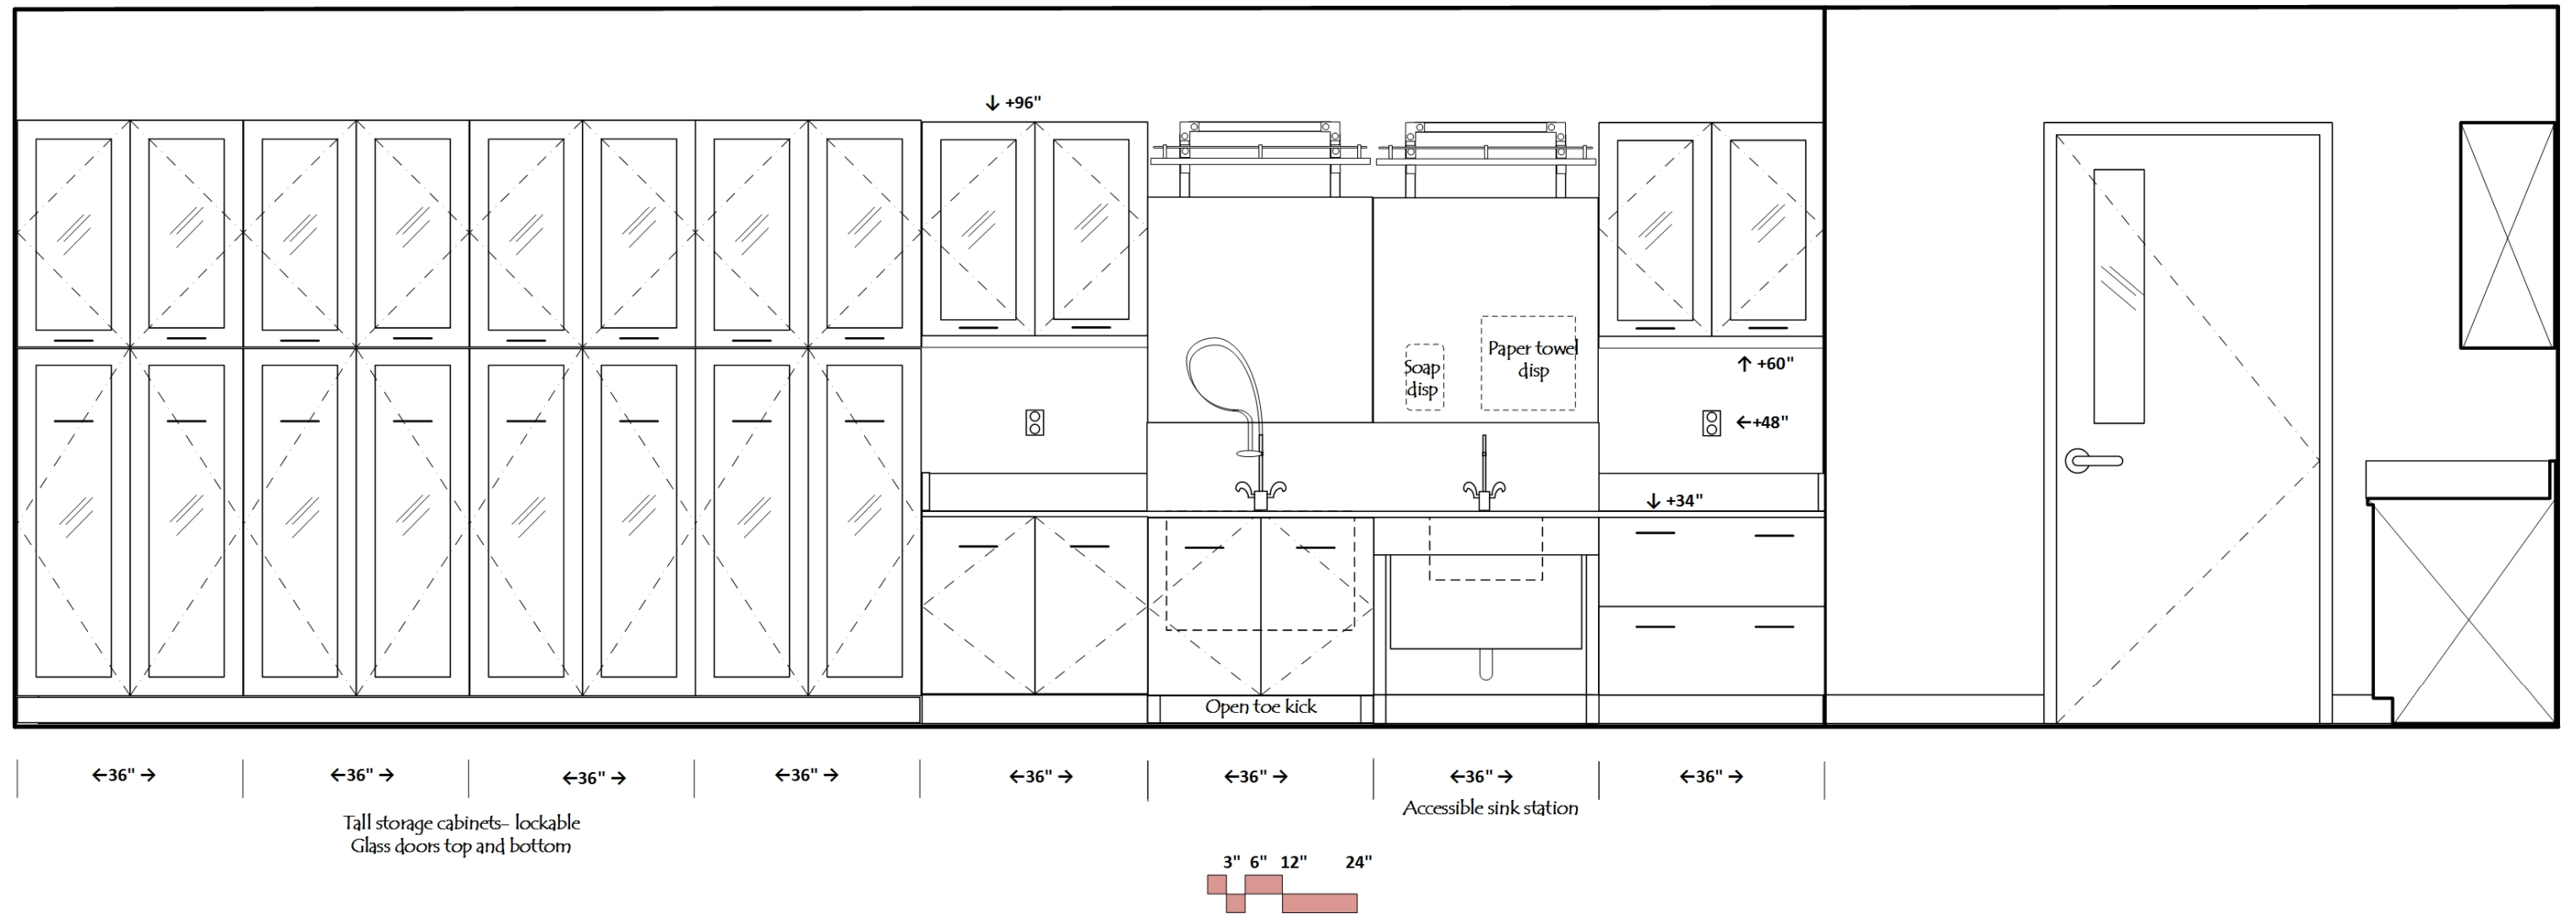 ↓ +96"
Soap
disp
Paper towel
disp
↑ +60"
←+48"
↓ +34"
Open toe kick
←36" →
←36" →
←36" →
←36" →
←36" →
←36" →
←36" →
←36" →
Tall storage cabinets– lockable
Glass doors top and bottom
Accessible sink station
3" 6" 12" 24"